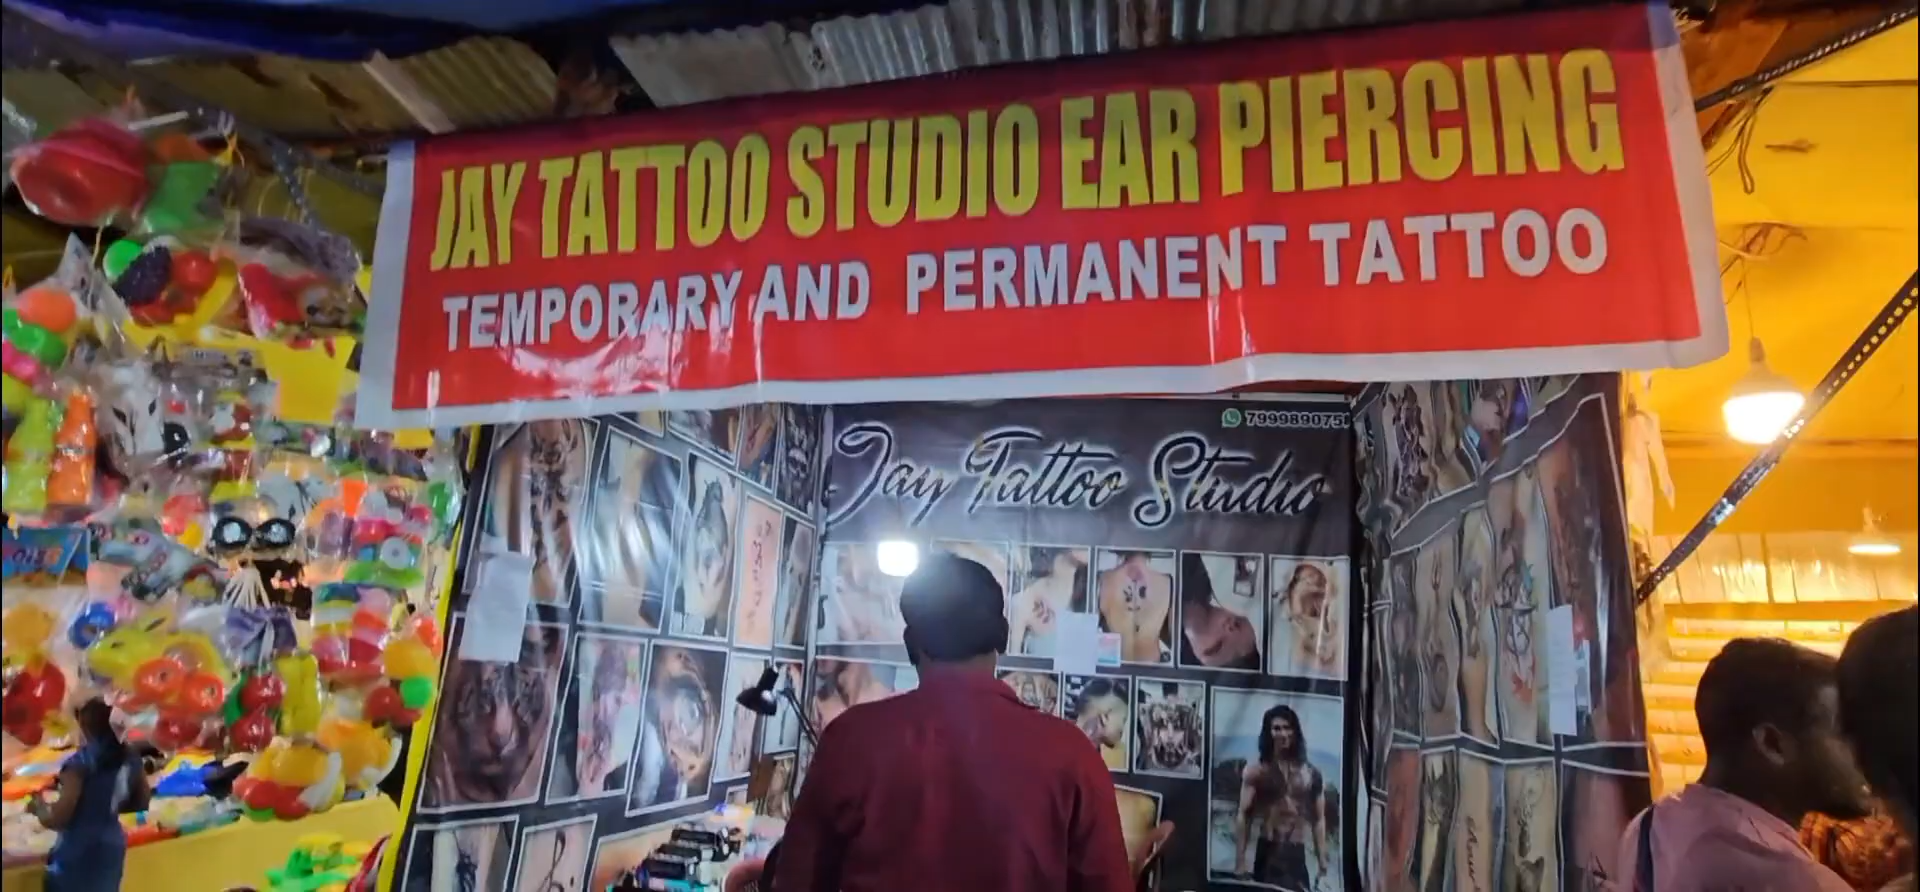 JAY TATTOO STUDIO EAR PIERCING
TEMPORARY AND PERMANENT TATTOO
Jay Tattoo Studio